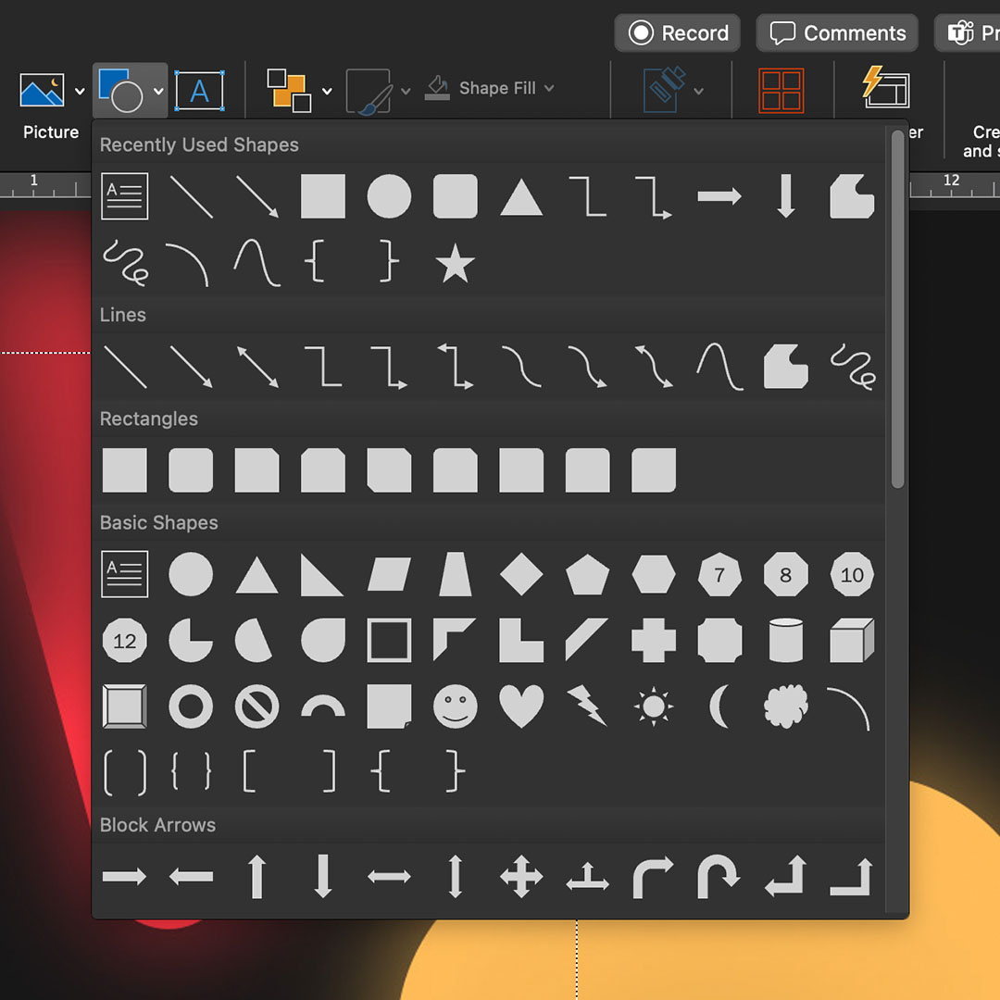 Record
Comments
Pr
A
Shape Fill
Picture
er
Cre
and s
1
12
Recently Used Shapes
A
Lines
Rectangles
Basic Shapes
A
7
8
10
12
Block Arrows